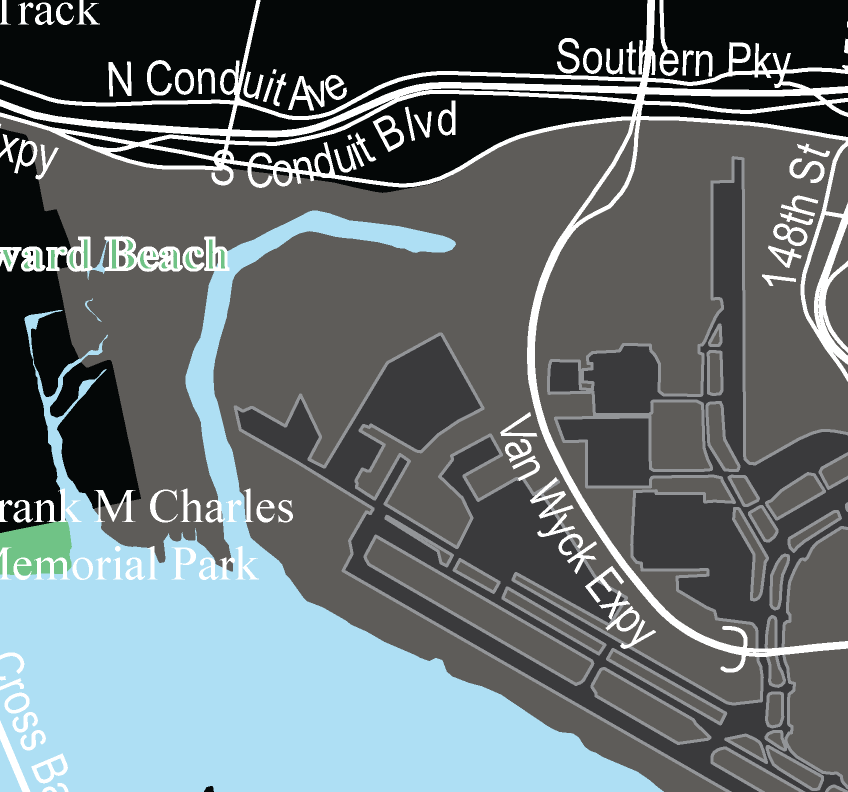 Track
N Conduit Ave
Southern Pky
Expy
S Conduit Blvd
148th St
ward Beach
Van Wyck Expy
rank M Charles
Memorial Park
Cross Ba